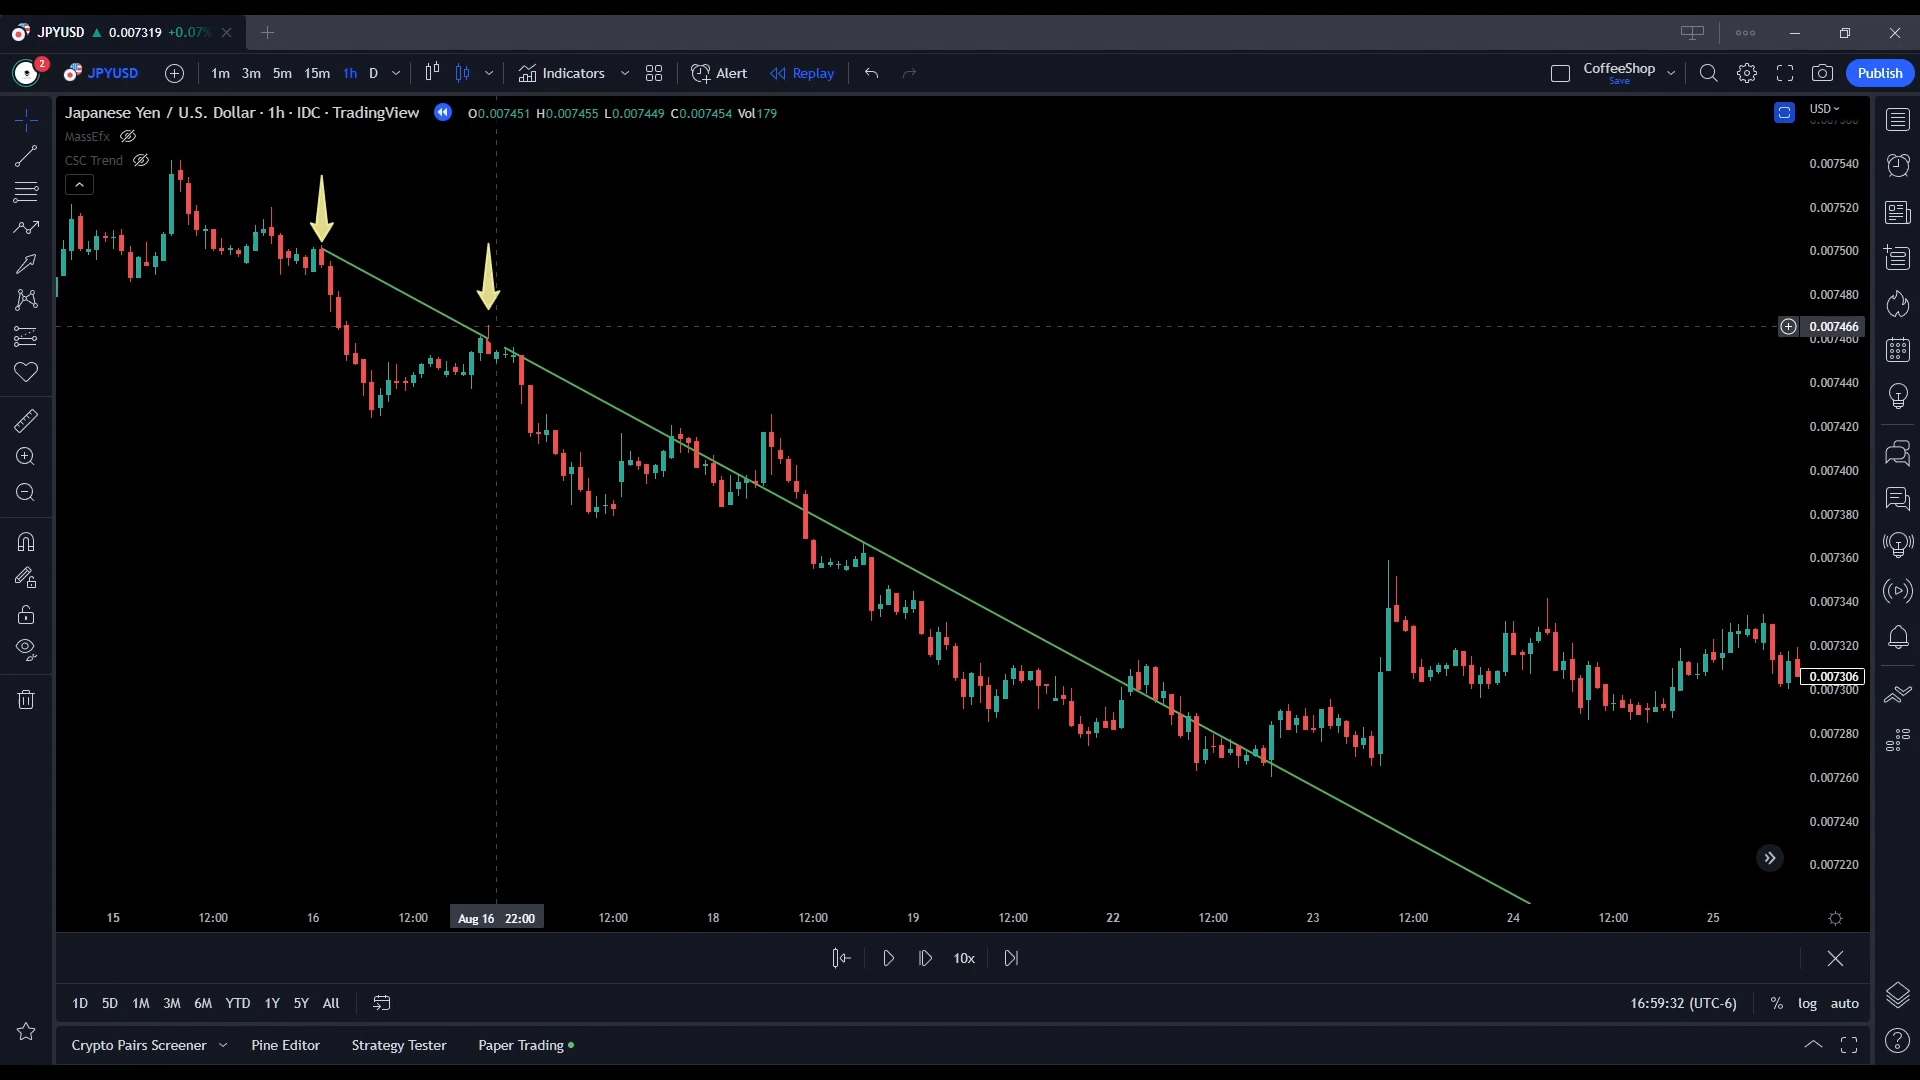 JPYUSD ▲ 0.007319 +0.07%
2 JPYUSD 1m 3m 5m 15m 1h D Indicators Alert Replay CoffeeShop Save Publish
Japanese Yen / U.S. Dollar · 1h · IDC · TradingView O0.007451 H0.007455 L0.007449 C0.007454 Vol179 USD
MassEfx
CSC Trend
0.007540
0.007520
0.007500
0.007480
0.007466
0.007460
0.007440
0.007420
0.007400
0.007380
0.007360
0.007340
0.007320
0.007306
0.007300
0.007280
0.007260
0.007240
0.007220
15 12:00 16 12:00 Aug 16 22:00 12:00 18 12:00 19 12:00 22 12:00 23 12:00 24 12:00 25
10x
1D 5D 1M 3M 6M YTD 1Y 5Y All 16:59:32 (UTC-6) % log auto
Crypto Pairs Screener Pine Editor Strategy Tester Paper Trading